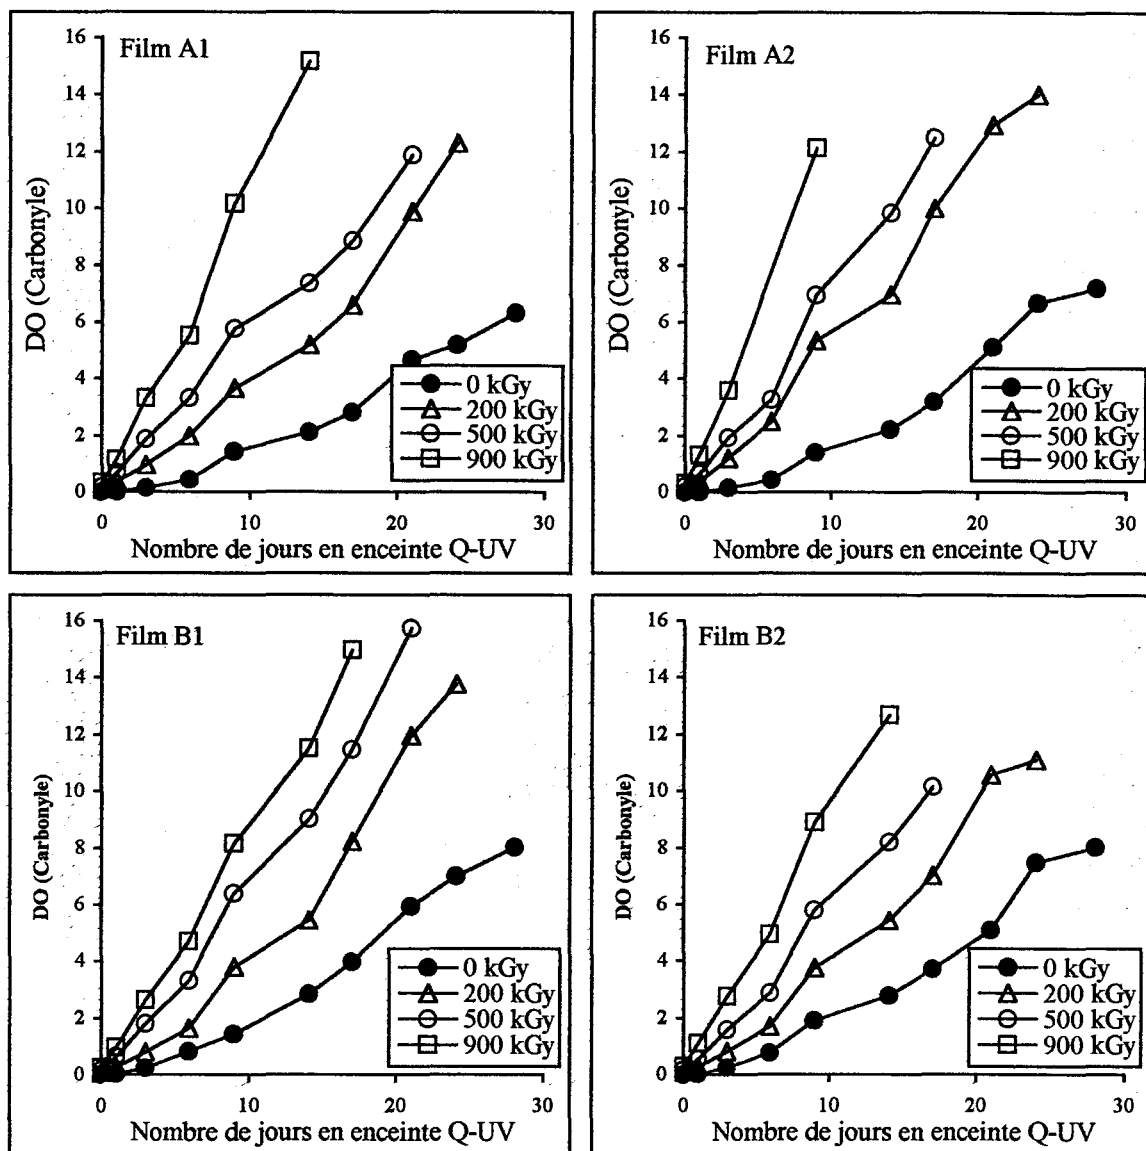 Film A1
DO (Carbonyle)
16
14
12
10
8
6
4
2
0
0 kGy
200 kGy
500 kGy
900 kGy
0 10 20 30
Nombre de jours en enceinte Q-UV
Film A2
DO (Carbonyle)
16
14
12
10
8
6
4
2
0
0 kGy
200 kGy
500 kGy
900 kGy
0 10 20 30
Nombre de jours en enceinte Q-UV
Film B1
DO (Carbonyle)
16
14
12
10
8
6
4
2
0
0 kGy
200 kGy
500 kGy
900 kGy
0 10 20 30
Nombre de jours en enceinte Q-UV
Film B2
DO (Carbonyle)
16
14
12
10
8
6
4
2
0
0 kGy
200 kGy
500 kGy
900 kGy
0 10 20 30
Nombre de jours en enceinte Q-UV